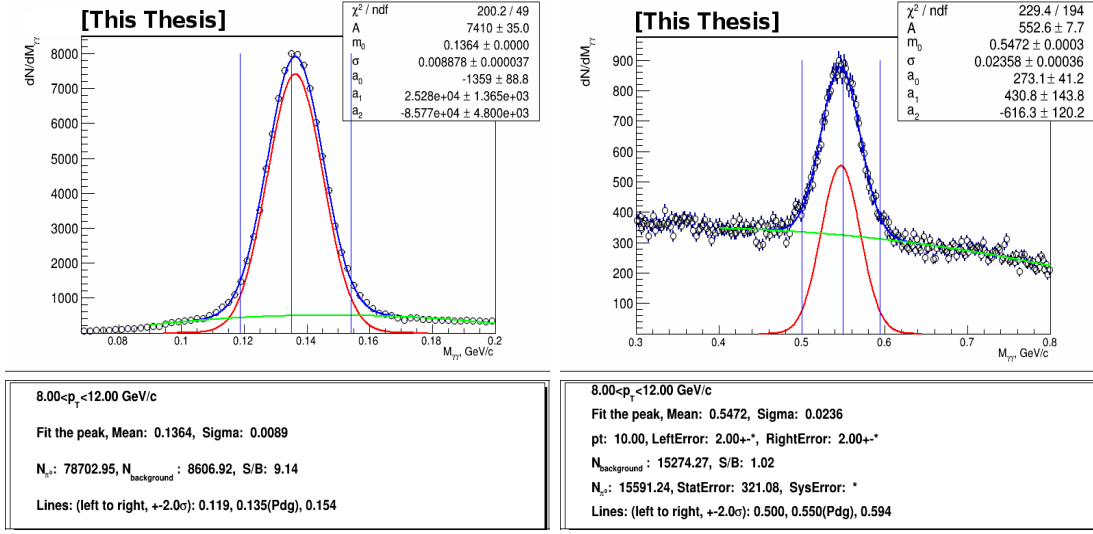 [This Thesis]
χ² / ndf 200.2 / 49
A 7410 ± 35.0
m₀ 0.1364 ± 0.0000
σ 0.008878 ± 0.000037
a₀ -1359 ± 88.8
a₁ 2.528e+04 ± 1.365e+03
a₂ -8.577e+04 ± 4.800e+03
dN/dM_γγ
8000
7000
6000
5000
4000
3000
2000
1000
0.08 0.1 0.12 0.14 0.16 0.18 0.2
M_γγ, GeV/c
8.00<p_T<12.00 GeV/c
Fit the peak, Mean: 0.1364, Sigma: 0.0089
N_π⁰: 78702.95, N_background : 8606.92, S/B: 9.14
Lines: (left to right, +-2.0σ): 0.119, 0.135(Pdg), 0.154
[This Thesis]
χ² / ndf 229.4 / 194
A 552.6 ± 7.7
m₀ 0.5472 ± 0.0003
σ 0.02358 ± 0.00036
a₀ 273.1 ± 41.2
a₁ 430.8 ± 143.8
a₂ -616.3 ± 120.2
dN/dM_γγ
900
800
700
600
500
400
300
200
100
0.3 0.4 0.5 0.6 0.7 0.8
M_γγ, GeV/c
8.00<p_T<12.00 GeV/c
Fit the peak, Mean: 0.5472, Sigma: 0.0236
pt: 10.00, LeftError: 2.00+-*, RightError: 2.00+-*
N_background : 15274.27, S/B: 1.02
N_π⁰: 15591.24, StatError: 321.08, SysError: *
Lines: (left to right, +-2.0σ): 0.500, 0.550(Pdg), 0.594